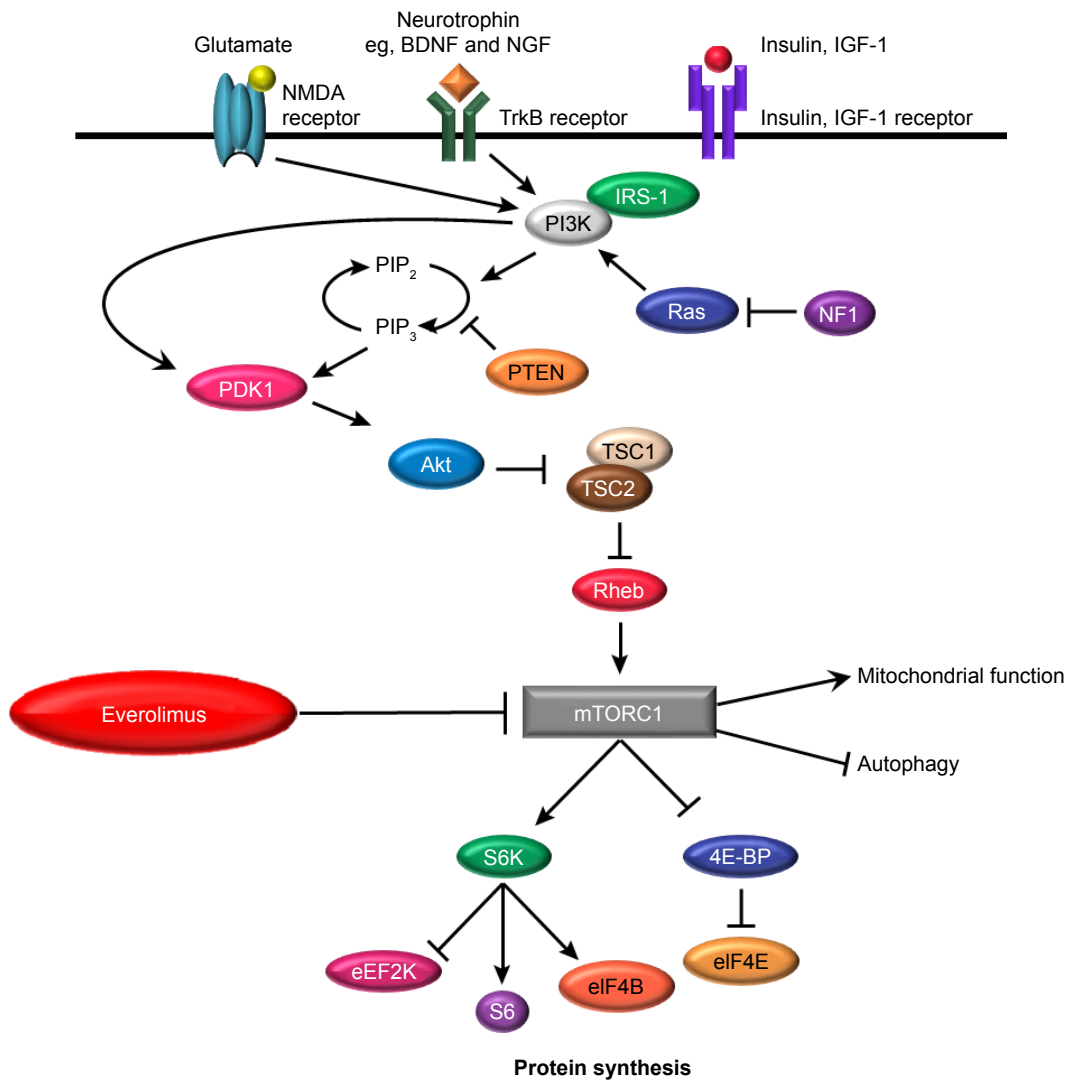 Neurotrophin
eg, BDNF and NGF
Glutamate
Insulin, IGF-1
NMDA
receptor
TrkB receptor
Insulin, IGF-1 receptor
IRS-1
PI3K
PIP2
Ras
NF1
PIP3
PTEN
PDK1
TSC1
Akt
TSC2
Rheb
Mitochondrial function
Everolimus
mTORC1
Autophagy
S6K
4E-BP
eEF2K
eIF4E
eIF4B
S6
Protein synthesis